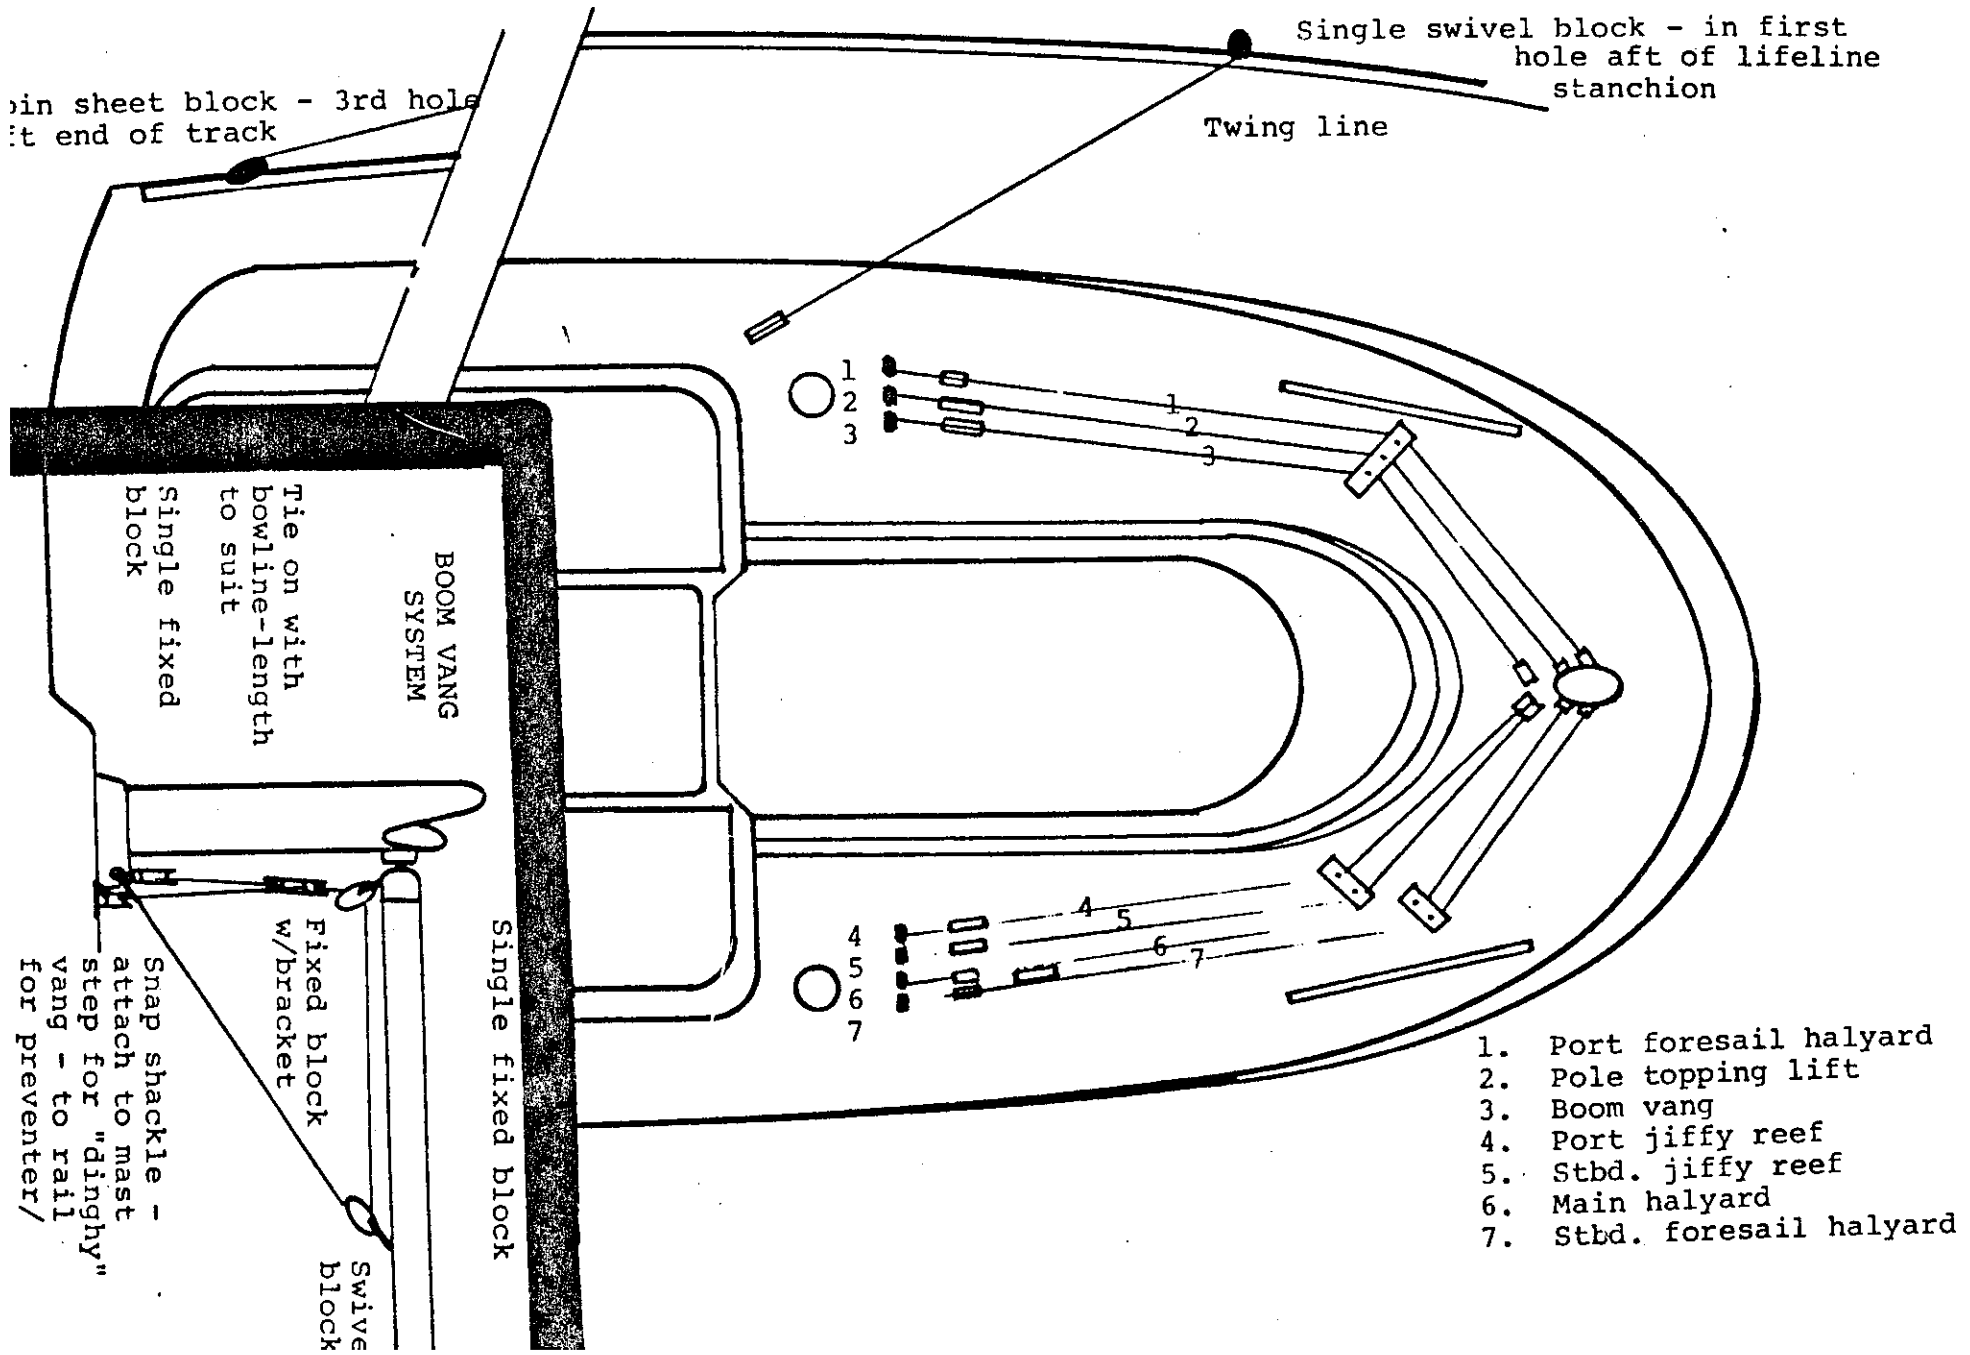 Single swivel block - in first
hole aft of lifeline
stanchion
sheet block - 3rd hole
end of track
Twing line
1
2
3
1
2
3
BOOM VANG
SYSTEM
Tie on with
bowline-length
to suit
Single fixed
block
Single fixed block
Fixed block
w/bracket
Snap shackle -
attach to mast
step for "dinghy"
vang - to rail
for preventer/
block
4
5
6
7
4
5
6
7
1. Port foresail halyard
2. Pole topping lift
3. Boom vang
4. Port jiffy reef
5. Stbd. jiffy reef
6. Main halyard
7. Stbd. foresail halyard